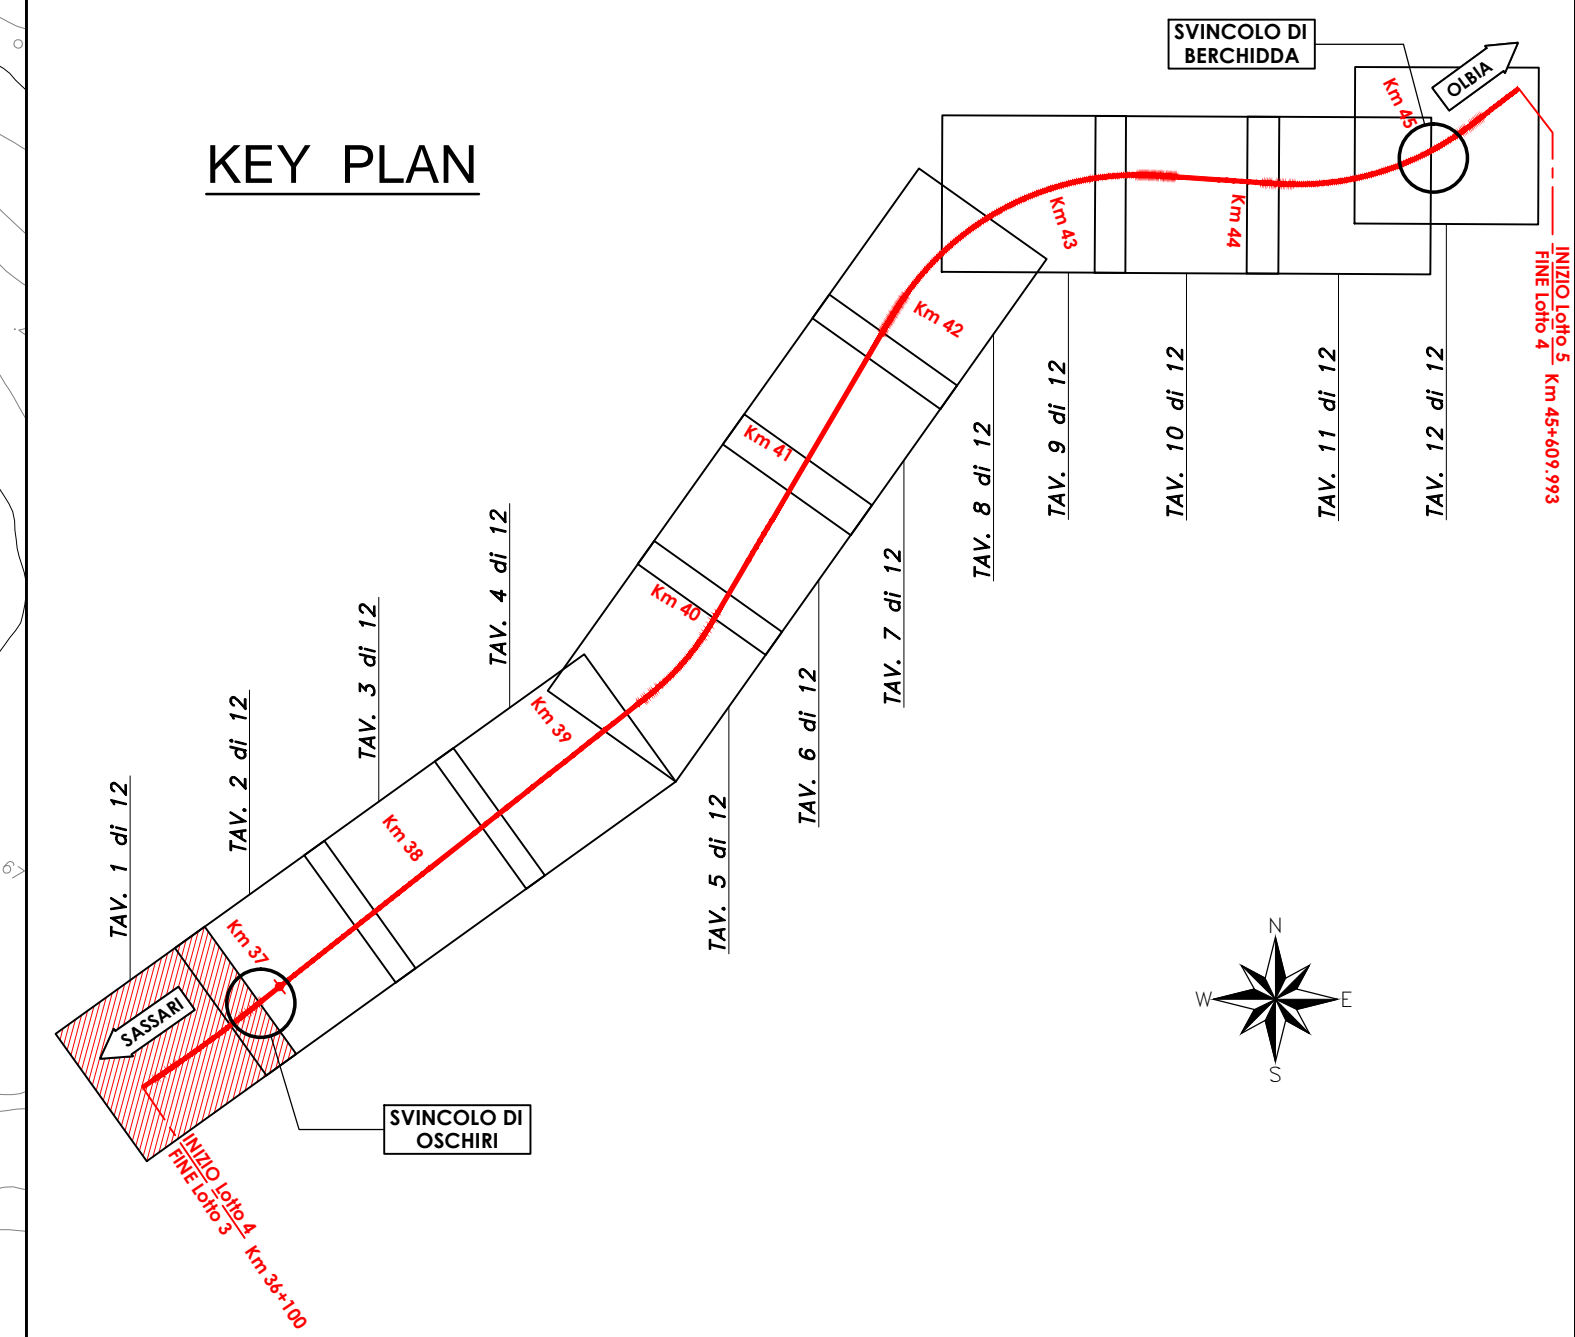 SVINCOLO DI
BERCHIDDA
OLBIA
KEY PLAN
Km 45
Km 44
Km 43
Km 42
Km 41
Km 40
Km 39
Km 38
Km 37
INIZIO Lotto 5
FINE Lotto 4
Km 45+609.993
TAV. 1 di 12
TAV. 2 di 12
TAV. 3 di 12
TAV. 4 di 12
TAV. 5 di 12
TAV. 6 di 12
TAV. 7 di 12
TAV. 8 di 12
TAV. 9 di 12
TAV. 10 di 12
TAV. 11 di 12
TAV. 12 di 12
SASSARI
SVINCOLO DI
OSCHIRI
INIZIO Lotto 4
FINE Lotto 3
Km 36+100
N
W
E
S